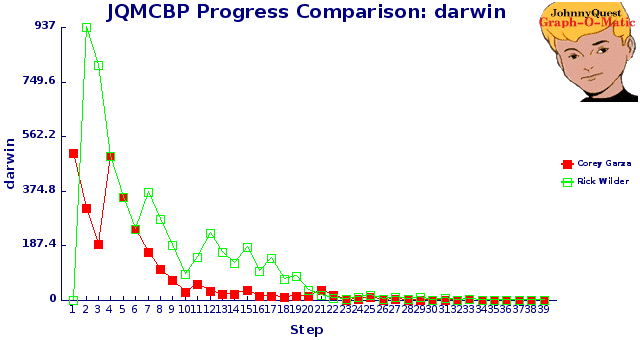 JQMCBP Progress Comparison: darwin
JohnnyQuest
Graph-O-Matic
937
749.6
562.2
374.8
187.4
0
darwin
1 2 3 4 5 6 7 8 9 10 11 12 13 14 15 16 17 18 19 20 21 22 23 24 25 26 27 28 29 30 31 32 33 34 35 36 37 38 39
Step
Corey Garza
Rick Wilder